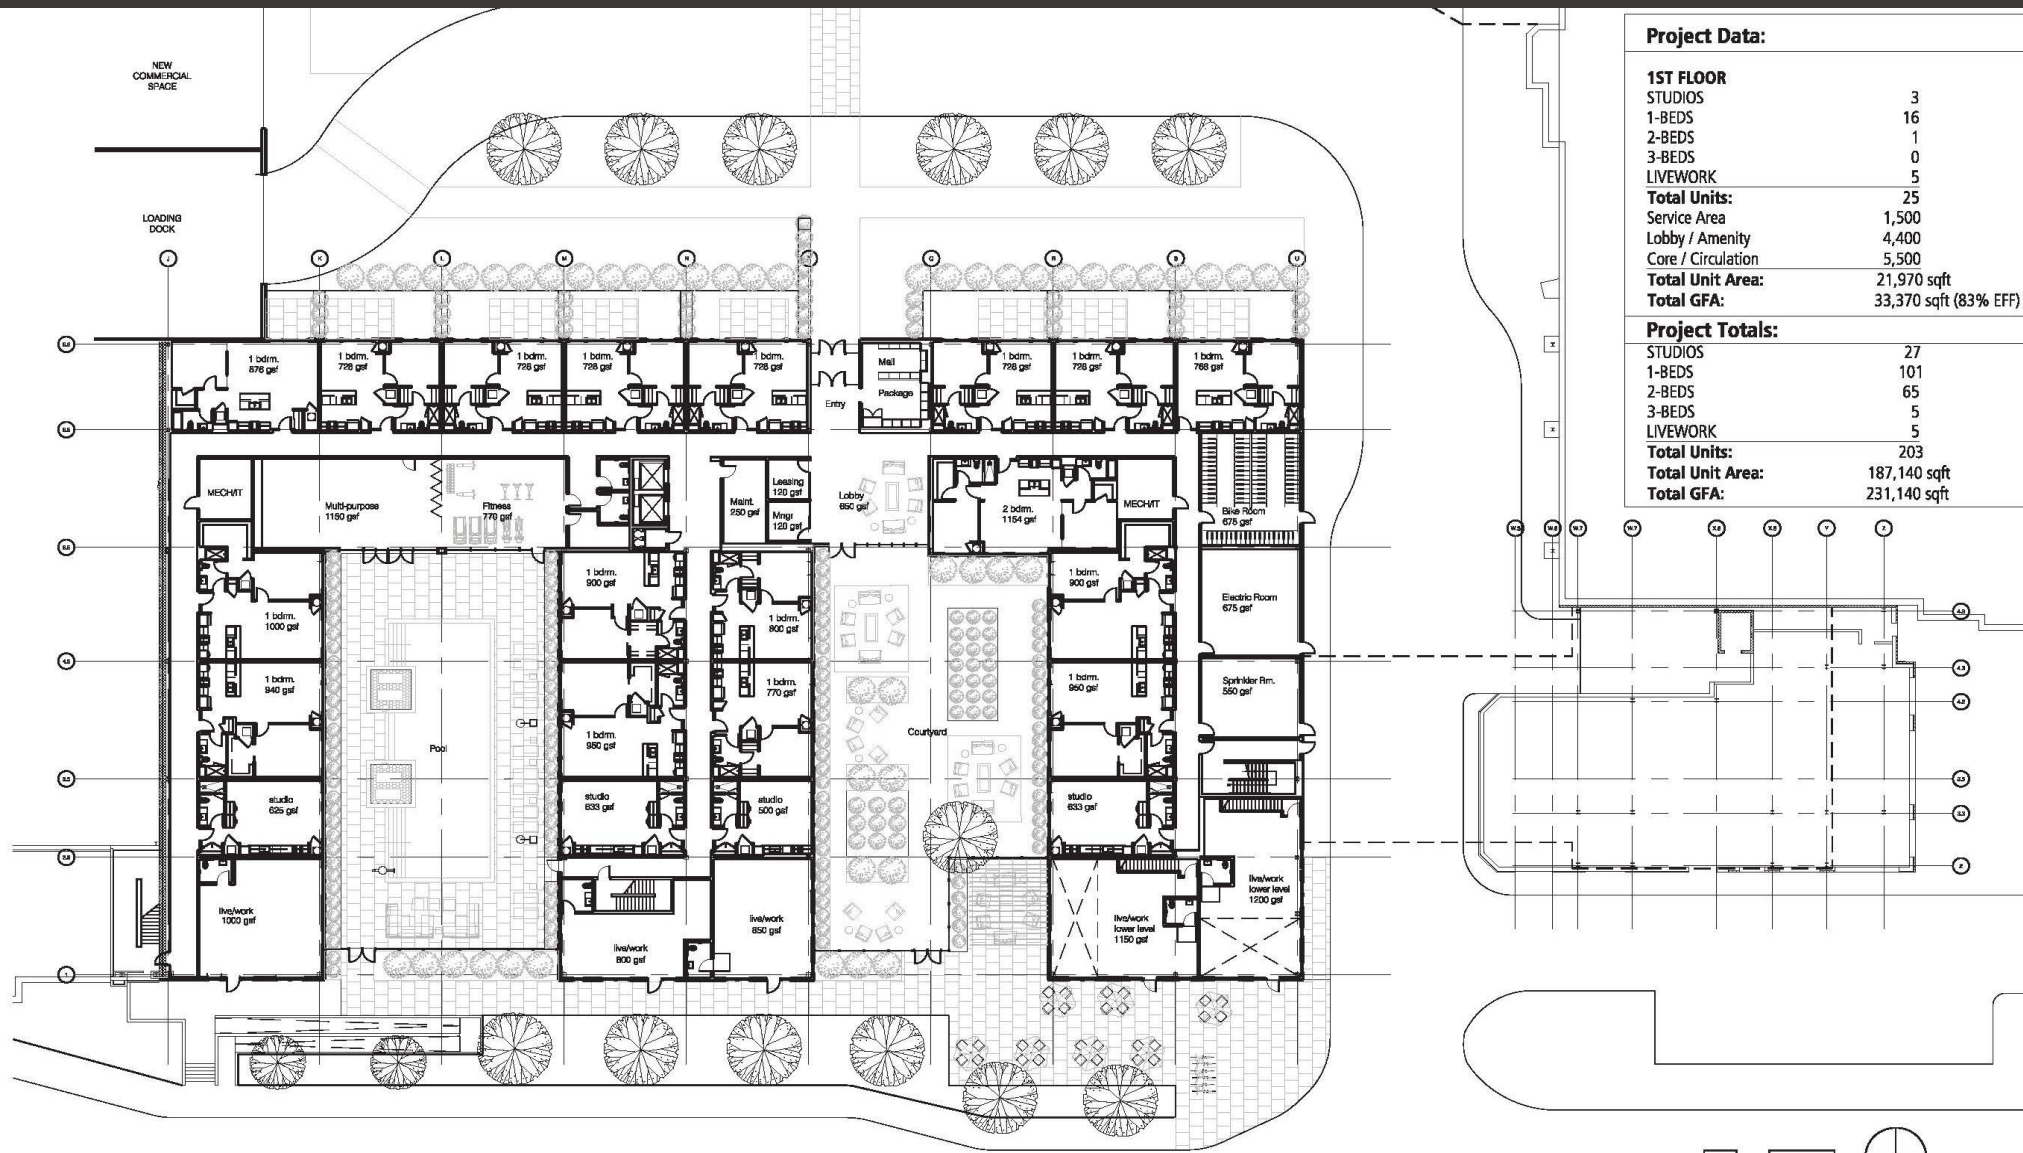 NEW
COMMERCIAL
SPACE
LOADING
DOCK
Project Data:
1ST FLOOR
STUDIOS 3
1-BEDS 16
2-BEDS 1
3-BEDS 0
LIVEWORK 5
Total Units: 25
Service Area 1,500
Lobby / Amenity 4,400
Core / Circulation 5,500
Total Unit Area: 21,970 sqft
Total GFA: 33,370 sqft (83% EFF)
Project Totals:
STUDIOS 27
1-BEDS 101
2-BEDS 65
3-BEDS 5
LIVEWORK 5
Total Units: 203
Total Unit Area: 187,140 sqft
Total GFA: 231,140 sqft
J K L M N Q R S U
1 bdrm.
876 gsf
1 bdrm.
728 gsf
1 bdrm.
728 gsf
1 bdrm.
728 gsf
1 bdrm.
728 gsf
Entry
Mail
Package
1 bdrm.
728 gsf
1 bdrm.
728 gsf
1 bdrm.
768 gsf
MECH/IT
Multi-purpose
1150 gsf
Fitness
770 gsf
Maint.
250 gsf
Leasing
120 gsf
Mngr
120 gsf
Lobby
650 gsf
2 bdrm.
1154 gsf
MECH/IT
Bike Room
675 gsf
1 bdrm.
1000 gsf
1 bdrm.
900 gsf
1 bdrm.
800 gsf
1 bdrm.
900 gsf
Electric Room
675 gsf
1 bdrm.
940 gsf
Pool
1 bdrm.
950 gsf
1 bdrm.
770 gsf
Courtyard
1 bdrm.
950 gsf
Sprinkler Rm.
550 gsf
studio
625 gsf
studio
633 gsf
studio
500 gsf
studio
633 gsf
live/work
1000 gsf
live/work
800 gsf
live/work
850 gsf
live/work
lower level
1150 gsf
live/work
lower level
1200 gsf